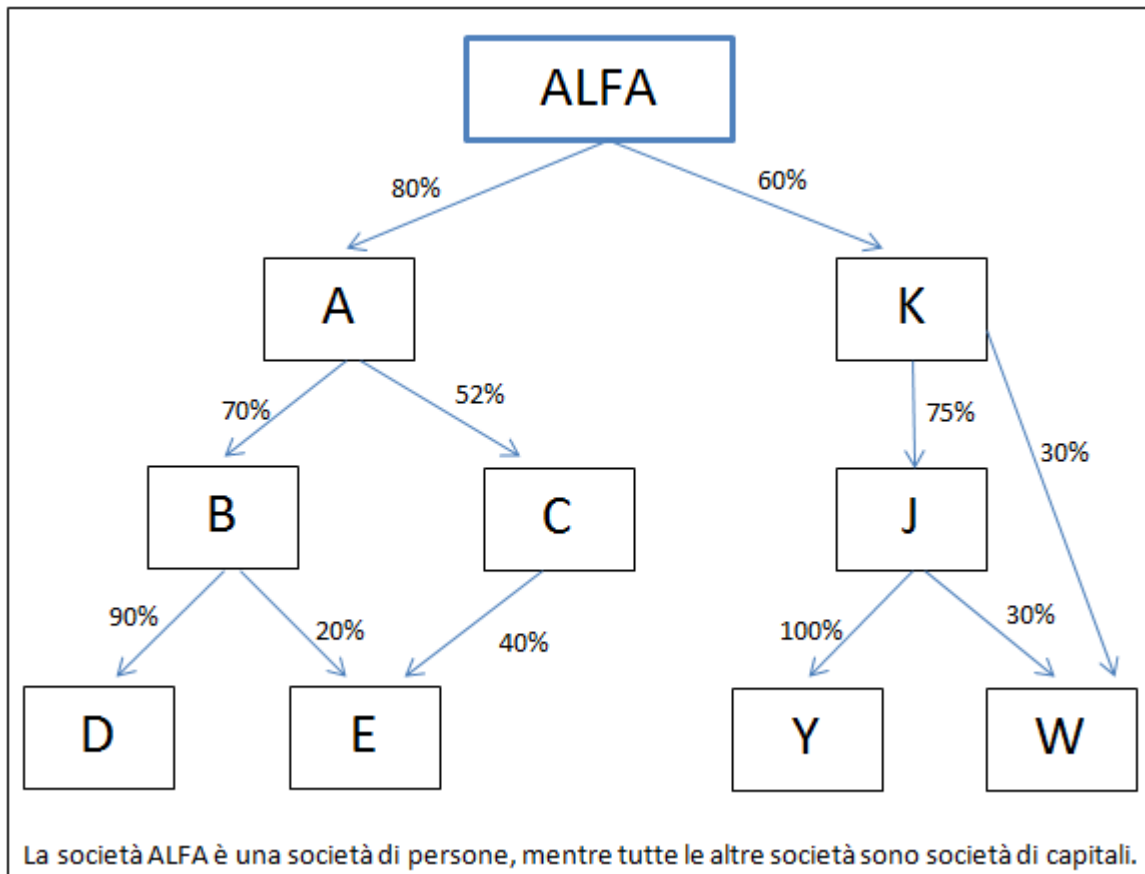 ALFA
80%
60%
A
K
70%
52%
75%
30%
B
C
J
90%
20%
40%
100%
30%
D
E
Y
W
La società ALFA è una società di persone, mentre tutte le altre società sono società di capitali.